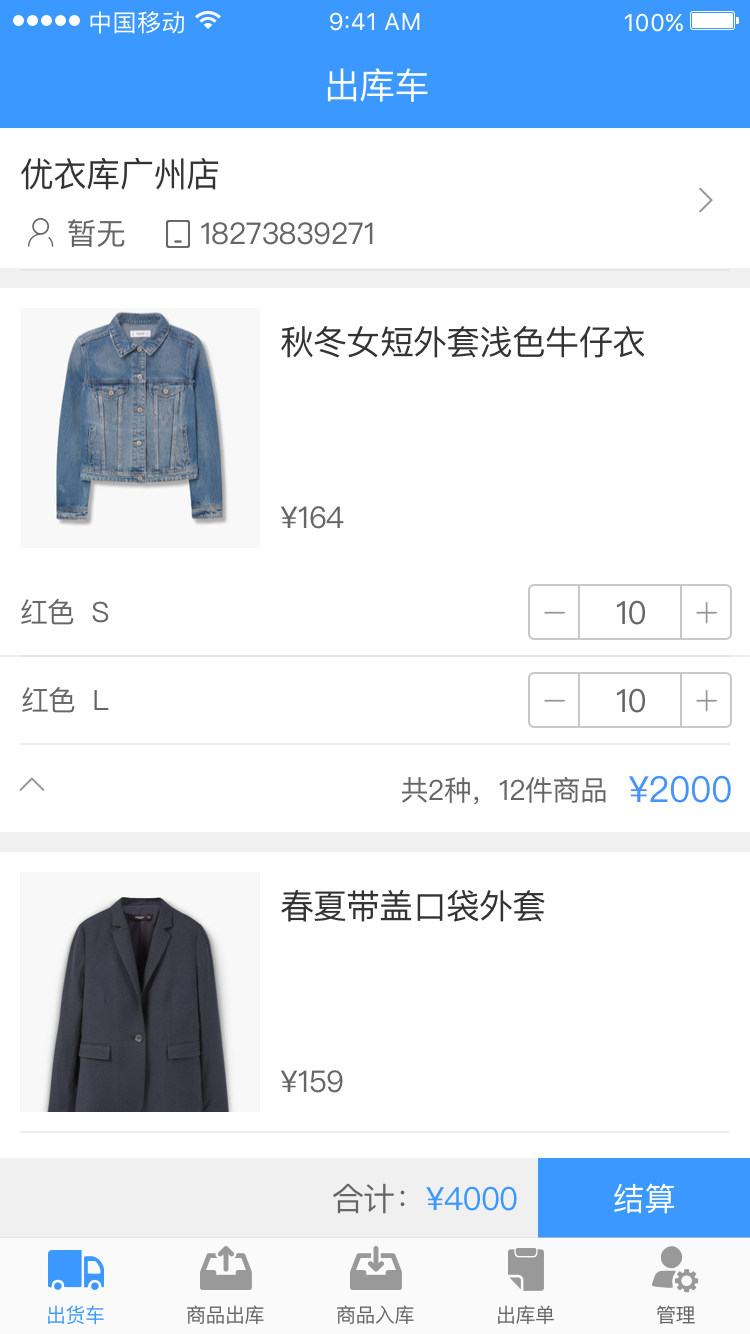 中国移动 9:41 AM 100%
出库车
优衣库广州店
暂无 18273839271
秋冬女短外套浅色牛仔衣
¥164
红色 S 10
红色 L 10
共2种，12件商品 ¥2000
春夏带盖口袋外套
¥159
合计：¥4000 结算
出货车 商品出库 商品入库 出库单 管理